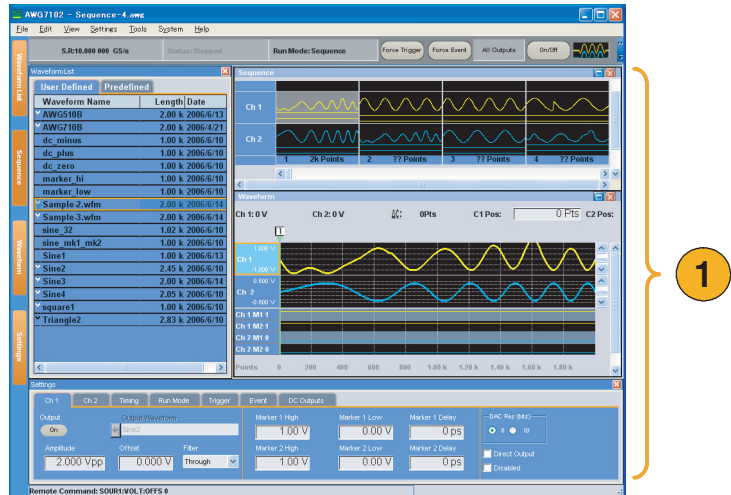 AWG7102 - Sequence-4.awg
File Edit View Settings Tools System Help
S.R:10.000 000 GS/s Status: Stopped Run Mode: Sequence Force Trigger Force Event All Outputs On/Off
Waveform List
Sequence
Waveform
Settings
WaveformList
User Defined Predefined
Waveform Name Length Date
AWG510B 2.00 k 2006/6/13
AWG710B 2.00 k 2006/4/21
dc_minus 1.00 k 2006/6/10
dc_plus 1.00 k 2006/6/10
dc_zero 1.00 k 2006/6/10
marker_hi 1.00 k 2006/6/10
marker_low 1.00 k 2006/6/10
Sample-2.wfm 2.00 k 2006/6/14
Sample-3.wfm 2.00 k 2006/6/14
sine_32 1.02 k 2006/6/10
sine_mk1_mk2 1.00 k 2006/6/10
Sine1 1.00 k 2006/6/13
Sine2 2.45 k 2006/6/10
Sine3 2.00 k 2006/6/14
Sine4 2.05 k 2006/6/10
square1 1.00 k 2006/6/10
Triangle2 2.83 k 2006/6/10
Sequence
Ch 1
Ch 2
1 2k Points 2 ?? Points 3 ?? Points 4 ?? Points
Waveform
Ch 1: 0 V Ch 2: 0 V ΔC: 0Pts C1 Pos: 0 Pts C2 Pos:
1
1.000 V
Ch 1
-1.000 V
0.800 V
Ch 2
-0.800 V
Ch 1 M1 1
Ch 1 M2 1
Ch 2 M1 0
Ch 2 M2 0
Points 0 200 400 600 800 1.00 k 1.20 k 1.40 k 1.60 k 1.80 k
1
Settings
Ch 1 Ch 2 Timing Run Mode Trigger Event DC Outputs
Output Output Waveform Marker 1 High Marker 1 Low Marker 1 Delay DAC Res (bits)
On Sine2 1.00 V 0.00 V 0 ps 8 10
Amplitude Offset Filter Marker 2 High Marker 2 Low Marker 2 Delay Direct Output
2.000 Vpp 0.000 V Through 1.00 V 0.00 V 0 ps Disabled
Remote Command: SOUR1:VOLT:OFFS 0